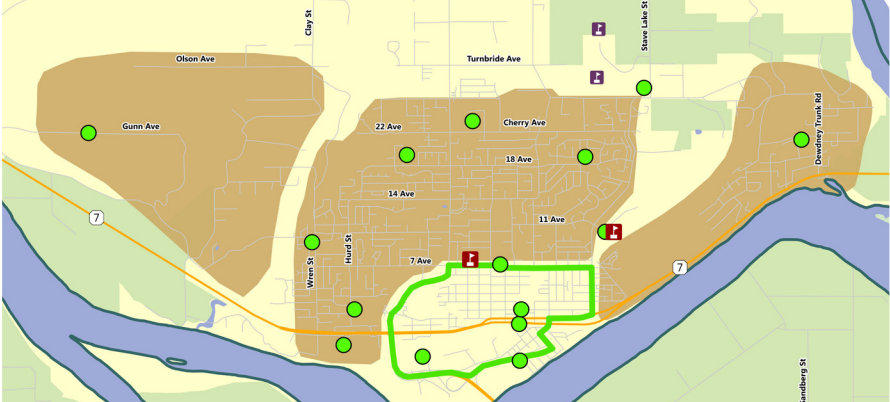 Clay St
Stave Lake St
Olson Ave
Turnbride Ave
Dewdney Trunk Rd
Gunn Ave
22 Ave
Cherry Ave
18 Ave
14 Ave
11 Ave
7
Hurd St
Wren St
7 Ave
7
Sandberg St